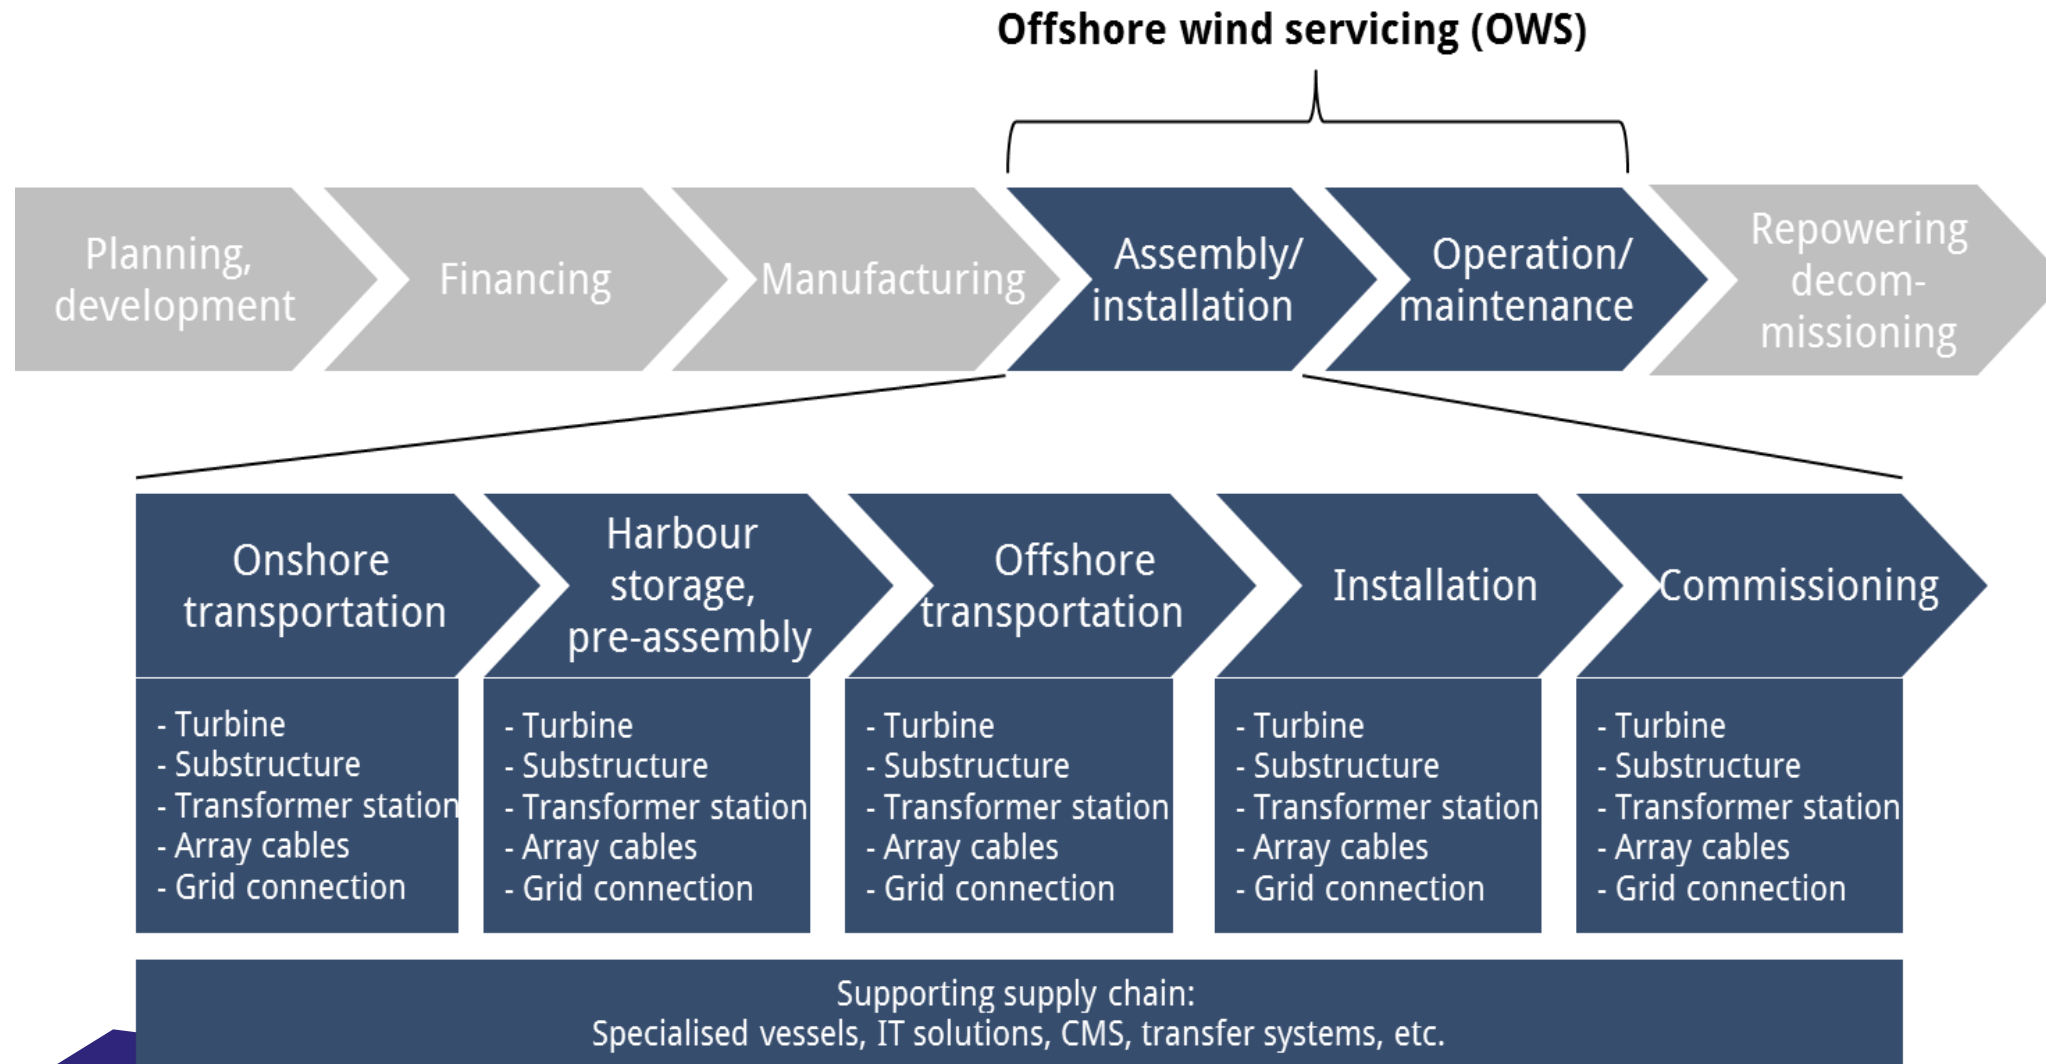 Offshore wind servicing (OWS)
Planning,
development
Financing
Manufacturing
Assembly/
installation
Operation/
maintenance
Repowering
decom-
missioning
Onshore
transportation
Harbour
storage,
pre-assembly
Offshore
transportation
Installation
Commissioning
- Turbine
- Substructure
- Transformer station
- Array cables
- Grid connection
- Turbine
- Substructure
- Transformer station
- Array cables
- Grid connection
- Turbine
- Substructure
- Transformer station
- Array cables
- Grid connection
- Turbine
- Substructure
- Transformer station
- Array cables
- Grid connection
- Turbine
- Substructure
- Transformer station
- Array cables
- Grid connection
Supporting supply chain:
Specialised vessels, IT solutions, CMS, transfer systems, etc.